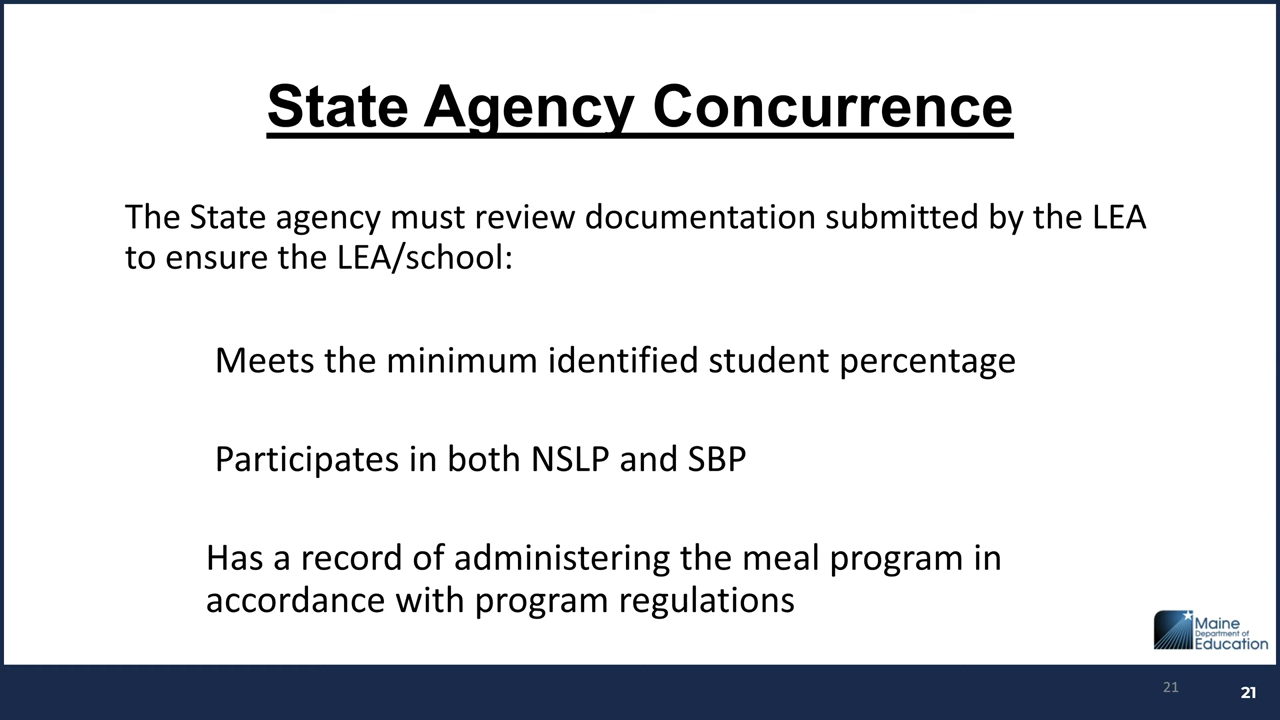 State Agency Concurrence
The State agency must review documentation submitted by the LEA
to ensure the LEA/school:
Meets the minimum identified student percentage
Participates in both NSLP and SBP
Has a record of administering the meal program in
accordance with program regulations
Maine
Department of
Education
21
21